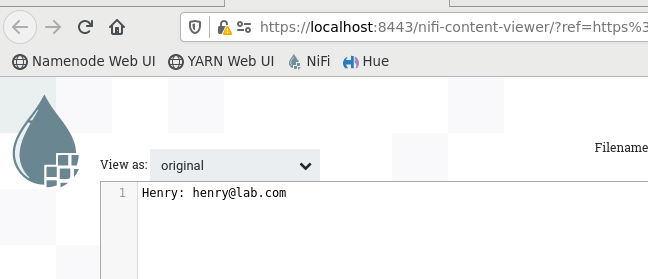 https://localhost:8443/nifi-content-viewer/?ref=https%3
Namenode Web UI YARN Web UI NiFi Hue
Filename
View as: original
1 Henry: henry@lab.com